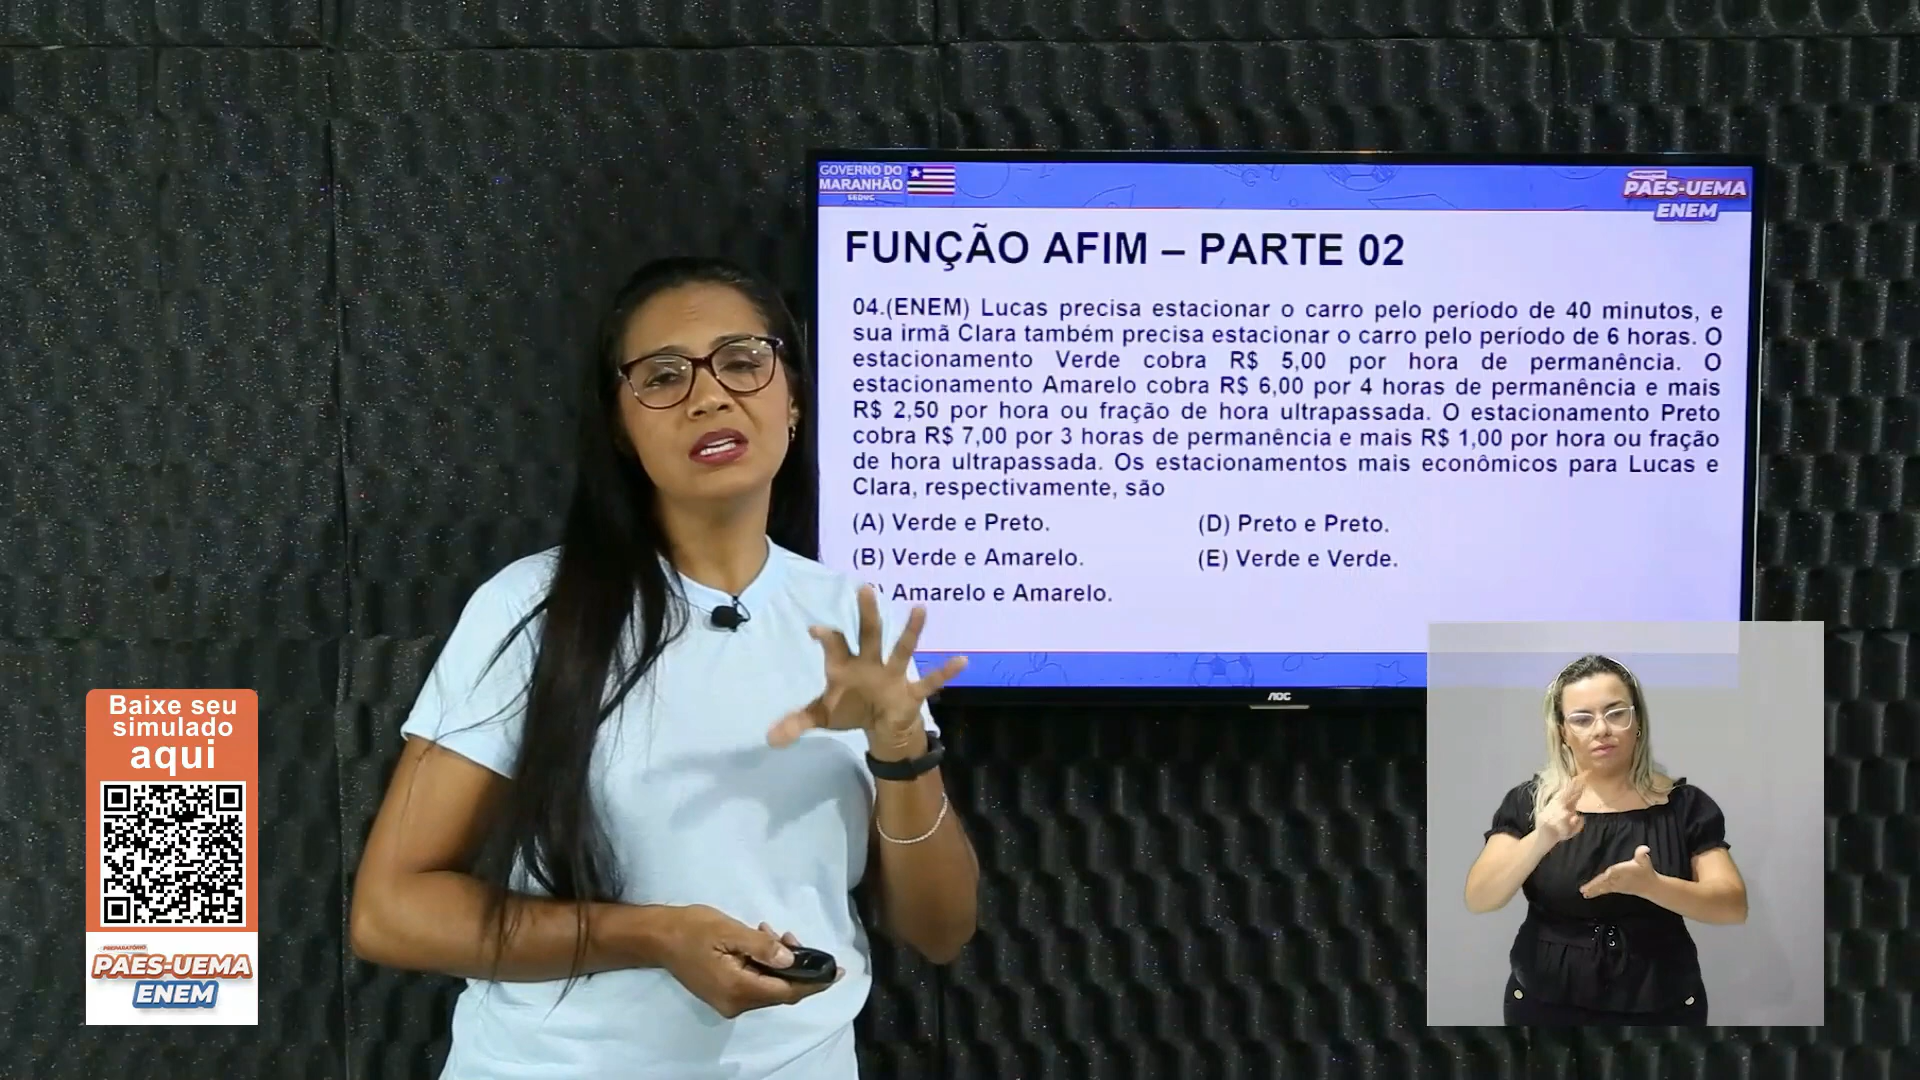 GOVERNO DO
MARANHÃO
SEDUC
PAES-UEMA
ENEM
FUNÇÃO AFIM – PARTE 02
04.(ENEM) Lucas precisa estacionar o carro pelo período de 40 minutos, e
sua irmã Clara também precisa estacionar o carro pelo período de 6 horas. O
estacionamento Verde cobra R$ 5,00 por hora de permanência. O
estacionamento Amarelo cobra R$ 6,00 por 4 horas de permanência e mais
R$ 2,50 por hora ou fração de hora ultrapassada. O estacionamento Preto
cobra R$ 7,00 por 3 horas de permanência e mais R$ 1,00 por hora ou fração
de hora ultrapassada. Os estacionamentos mais econômicos para Lucas e
Clara, respectivamente, são
(A) Verde e Preto.
(B) Verde e Amarelo.
) Amarelo e Amarelo.
(D) Preto e Preto.
(E) Verde e Verde.
AOC
Baixe seu
simulado
aqui
PREPARATÓRIO
PAES-UEMA
ENEM